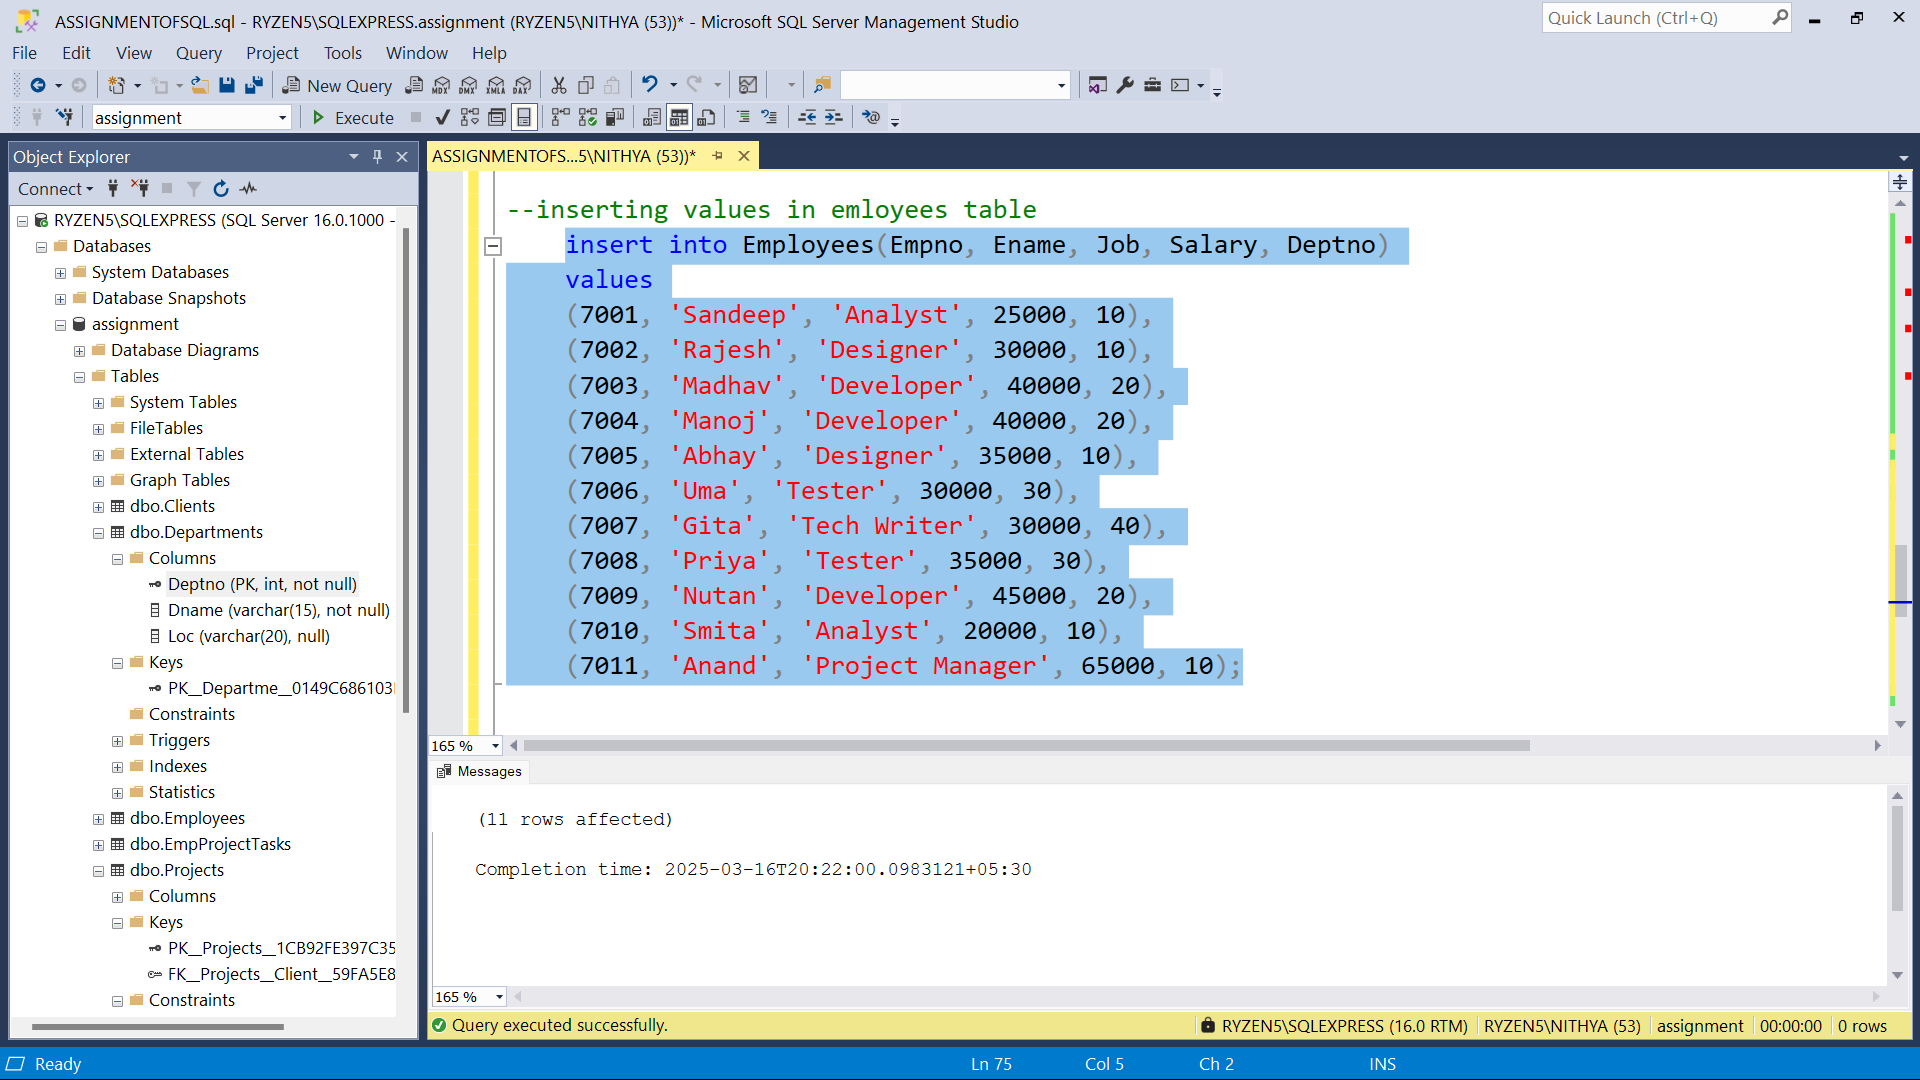 ASSIGNMENTOFSQL.sql - RYZEN5\SQLEXPRESS.assignment (RYZEN5\NITHYA (53))* - Microsoft SQL Server Management Studio
Quick Launch (Ctrl+Q)
File Edit View Query Project Tools Window Help
New Query MDX DMX XMLA DAX
assignment Execute
Object Explorer
Connect
RYZEN5\SQLEXPRESS (SQL Server 16.0.1000 -
Databases
System Databases
Database Snapshots
assignment
Database Diagrams
Tables
System Tables
FileTables
External Tables
Graph Tables
dbo.Clients
dbo.Departments
Columns
Deptno (PK, int, not null)
Dname (varchar(15), not null)
Loc (varchar(20), null)
Keys
PK__Departme__0149C686103
Constraints
Triggers
Indexes
Statistics
dbo.Employees
dbo.EmpProjectTasks
dbo.Projects
Columns
Keys
PK__Projects__1CB92FE397C35
FK__Projects__Client__59FA5E8
Constraints
ASSIGNMENTOFS...5\NITHYA (53))*
--inserting values in emloyees table
insert into Employees(Empno, Ename, Job, Salary, Deptno)
values
(7001, 'Sandeep', 'Analyst', 25000, 10),
(7002, 'Rajesh', 'Designer', 30000, 10),
(7003, 'Madhav', 'Developer', 40000, 20),
(7004, 'Manoj', 'Developer', 40000, 20),
(7005, 'Abhay', 'Designer', 35000, 10),
(7006, 'Uma', 'Tester', 30000, 30),
(7007, 'Gita', 'Tech Writer', 30000, 40),
(7008, 'Priya', 'Tester', 35000, 30),
(7009, 'Nutan', 'Developer', 45000, 20),
(7010, 'Smita', 'Analyst', 20000, 10),
(7011, 'Anand', 'Project Manager', 65000, 10);
165 %
Messages
(11 rows affected)
Completion time: 2025-03-16T20:22:00.0983121+05:30
165 %
Query executed successfully. RYZEN5\SQLEXPRESS (16.0 RTM) RYZEN5\NITHYA (53) assignment 00:00:00 0 rows
Ready Ln 75 Col 5 Ch 2 INS